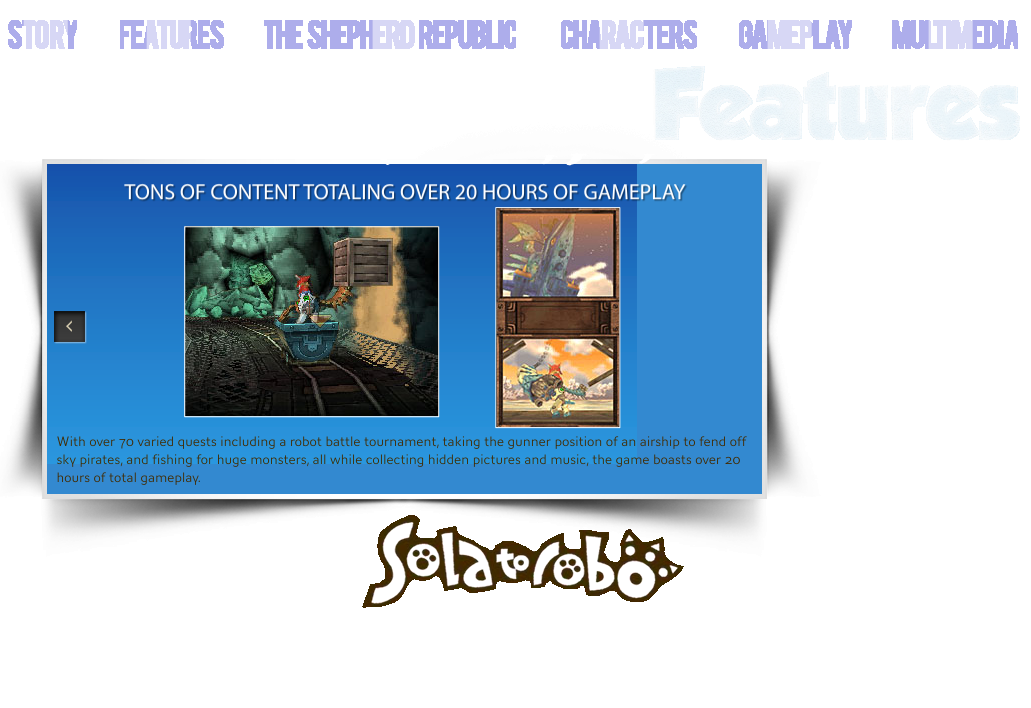 STORY FEATURES THE SHEPHERD REPUBLIC CHARACTERS GAMEPLAY MULTIMEDIA
Features
TONS OF CONTENT TOTALING OVER 20 HOURS OF GAMEPLAY
With over 70 varied quests including a robot battle tournament, taking the gunner position of an airship to fend off
sky pirates, and fishing for huge monsters, all while collecting hidden pictures and music, the game boasts over 20
hours of total gameplay.
Solatorobo